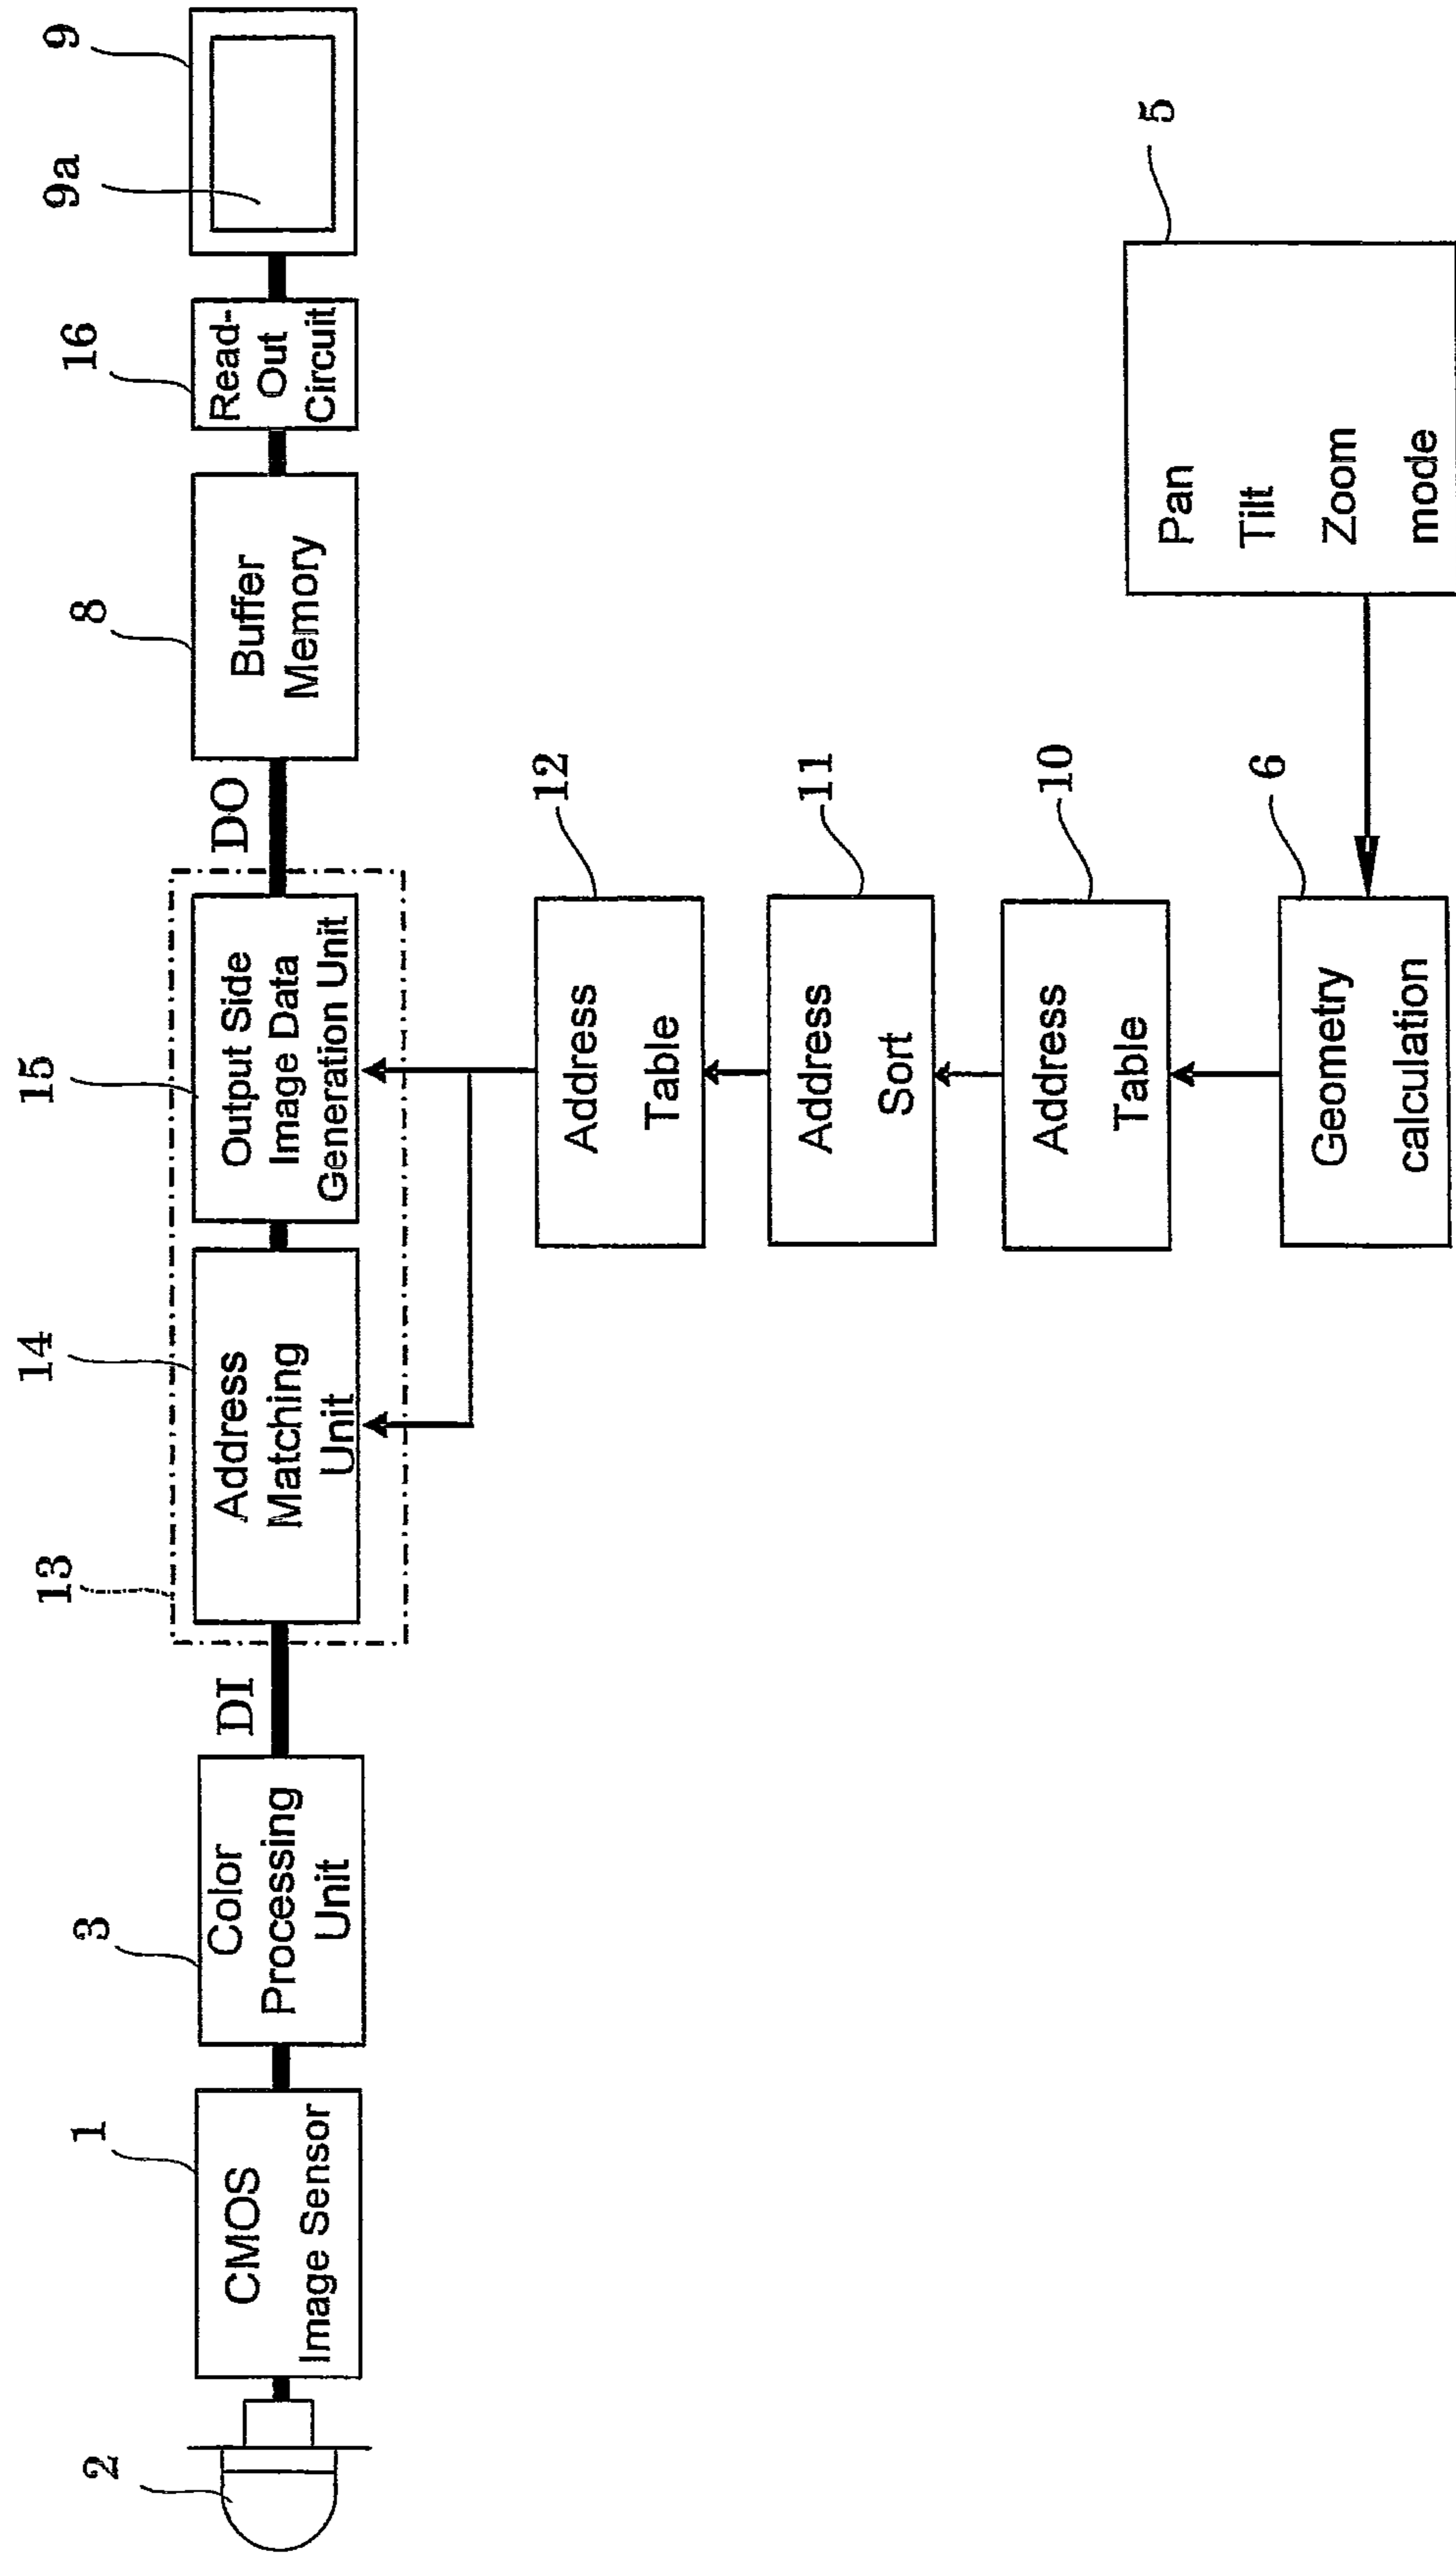 2
1
CMOS
Image Sensor
3
Color
Processing
Unit
DI
13
14
Address
Matching
Unit
15
Output Side
Image Data
Generation Unit
DO
8
Buffer
Memory
16
Read-
Out
Circuit
9a
9
12
Address
Table
11
Address
Sort
10
Address
Table
6
Geometry
calculation
5
Pan
Tilt
Zoom
mode